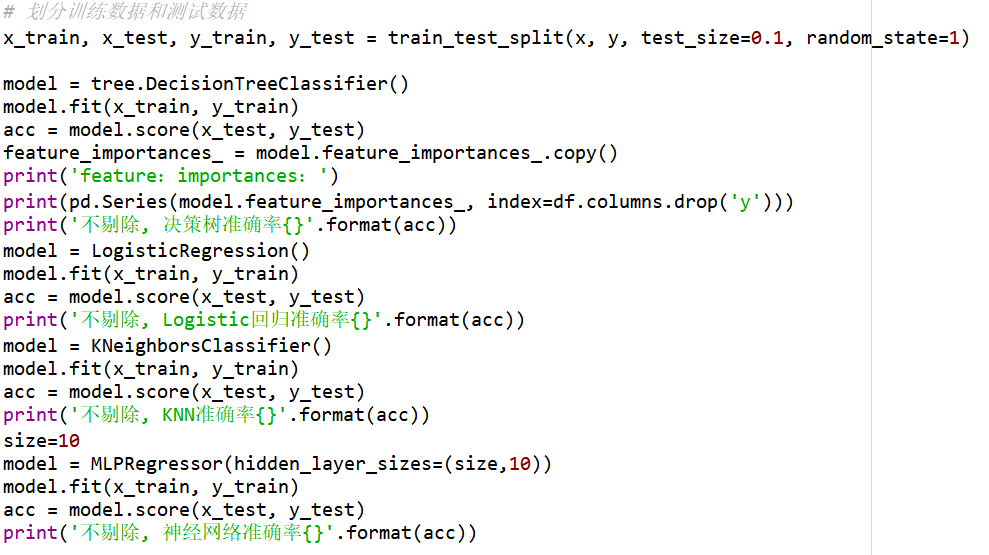 # 划分训练数据和测试数据
x_train, x_test, y_train, y_test = train_test_split(x, y, test_size=0.1, random_state=1)
model = tree.DecisionTreeClassifier()
model.fit(x_train, y_train)
acc = model.score(x_test, y_test)
feature_importances_ = model.feature_importances_.copy()
print('feature：importances：')
print(pd.Series(model.feature_importances_, index=df.columns.drop('y')))
print('不剔除，决策树准确率{}'.format(acc))
model = LogisticRegression()
model.fit(x_train, y_train)
acc = model.score(x_test, y_test)
print('不剔除，Logistic回归准确率{}'.format(acc))
model = KNeighborsClassifier()
model.fit(x_train, y_train)
acc = model.score(x_test, y_test)
print('不剔除，KNN准确率{}'.format(acc))
size=10
model = MLPRegressor(hidden_layer_sizes=(size,10))
model.fit(x_train, y_train)
acc = model.score(x_test, y_test)
print('不剔除，神经网络准确率{}'.format(acc))